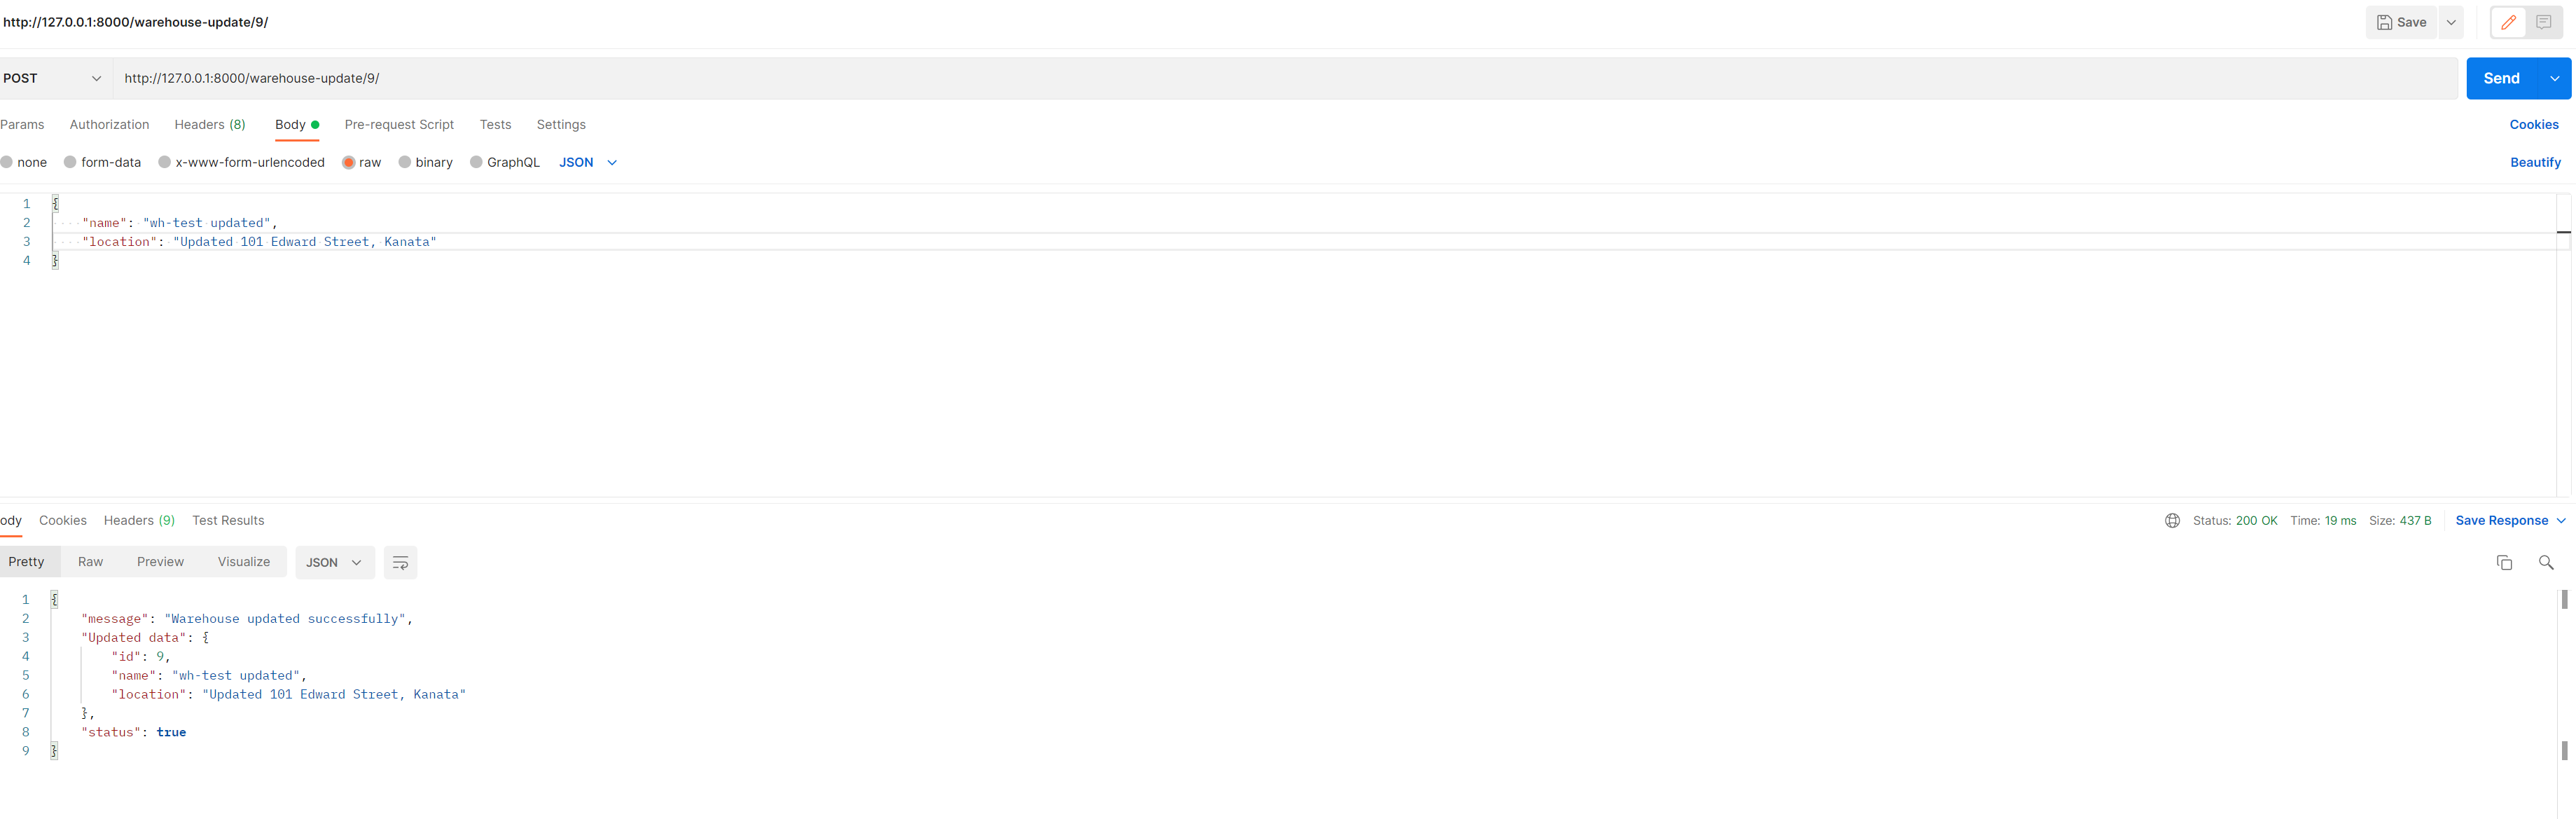 http://127.0.0.1:8000/warehouse-update/9/
Save
POST http://127.0.0.1:8000/warehouse-update/9/ Send
Params Authorization Headers (8) Body Pre-request Script Tests Settings Cookies
none form-data x-www-form-urlencoded raw binary GraphQL JSON Beautify
1 {
2 "name": "wh-test updated",
3 "location": "Updated 101 Edward Street, Kanata"
4 }
ody Cookies Headers (9) Test Results Status: 200 OK Time: 19 ms Size: 437 B Save Response
Pretty Raw Preview Visualize JSON
1 {
2 "message": "Warehouse updated successfully",
3 "Updated data": {
4 "id": 9,
5 "name": "wh-test updated",
6 "location": "Updated 101 Edward Street, Kanata"
7 },
8 "status": true
9 }